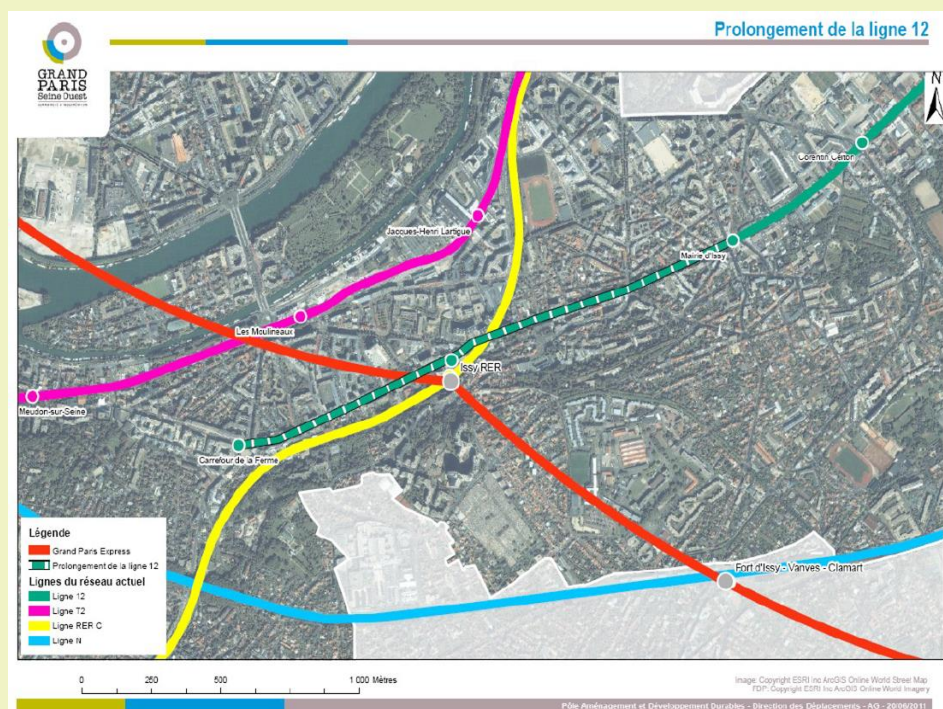 Prolongement de la ligne 12
GRAND
PARIS
Seine Ouest
N
Corentin Celton
Jacques-Henri Lartigue
Mairie d'Issy
Les Moulineaux
Issy RER
Meudon-sur-Seine
Carrefour de la Ferme
Fort d'Issy - Vanves - Clamart
Légende
Grand Paris Express
Prolongement de la ligne 12
Lignes du réseau actuel
Ligne 12
Ligne T2
Ligne RER C
Ligne N
0 250 500 1 000 Mètres
Image: Copyright ESRI Inc ArcGIS Online World Street Map
FDP: Copyright ESRI Inc ArcGIS Online World Imagery
Pôle Aménagement et Développement Durables - Direction des Déplacements - AG - 20/06/2011